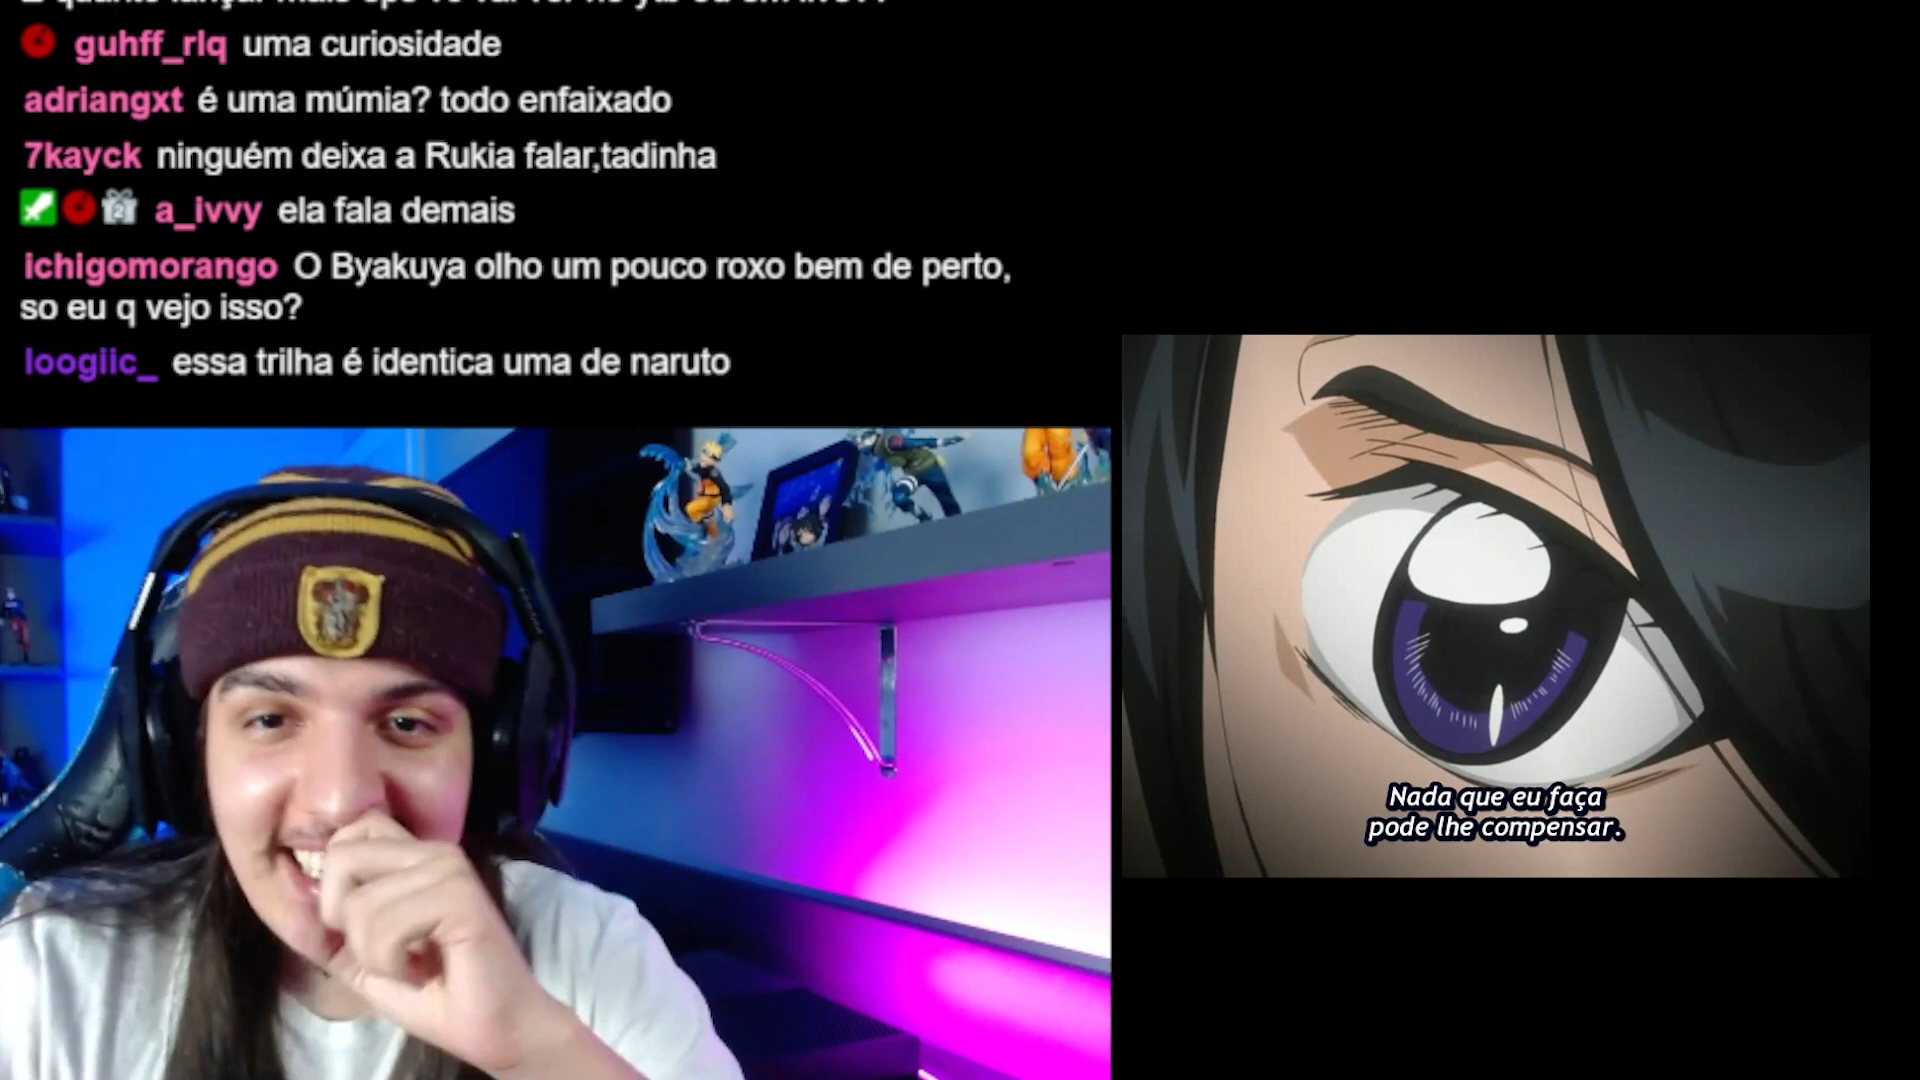 guhff_rlq uma curiosidade
adriangxt é uma múmia? todo enfaixado
7kayck ninguém deixa a Rukia falar,tadinha
2 a_ivvy ela fala demais
ichigomorango O Byakuya olho um pouco roxo bem de perto,
so eu q vejo isso?
loogiic_ essa trilha é identica uma de naruto
Nada que eu faça
pode lhe compensar.